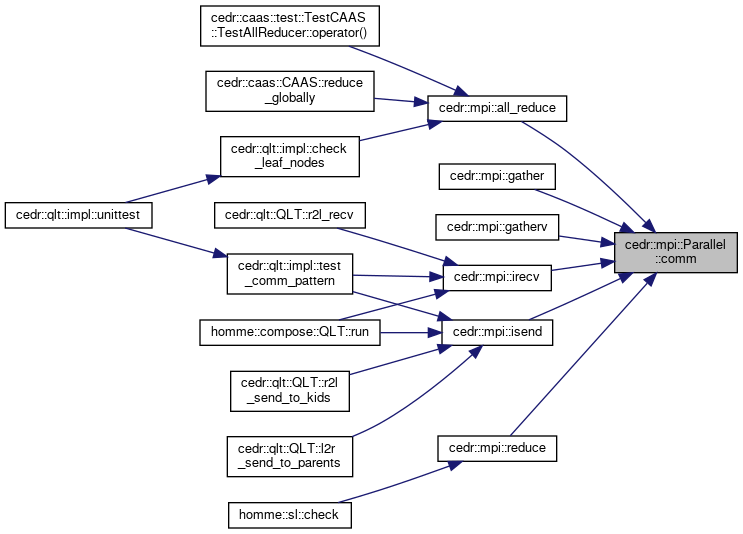 cedr::caas::test::TestCAAS
::TestAllReducer::operator()
cedr::caas::CAAS::reduce
_globally
cedr::mpi::all_reduce
cedr::qlt::impl::check
_leaf_nodes
cedr::mpi::gather
cedr::qlt::impl::unittest
cedr::qlt::QLT::r2l_recv
cedr::mpi::gatherv
cedr::mpi::Parallel
::comm
cedr::qlt::impl::test
_comm_pattern
cedr::mpi::irecv
homme::compose::QLT::run
cedr::mpi::isend
cedr::qlt::QLT::r2l
_send_to_kids
cedr::qlt::QLT::l2r
_send_to_parents
cedr::mpi::reduce
homme::sl::check